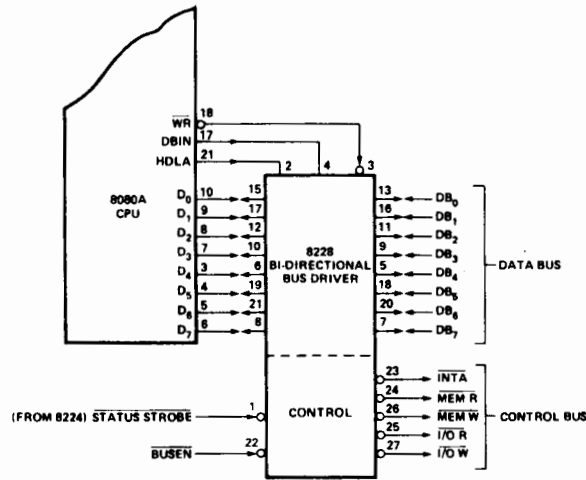 18
WR
17
DBIN
21
HDLA
2 4 3
8080A
CPU
D0 10 15 13 DB0
D1 9 17 16 DB1
D2 8 12 11 DB2
D3 7 10 9 DB3
D4 3 6 5 DB4
D5 4 19 18 DB5
D6 5 21 20 DB6
D7 6 8 7 DB7
8228
BI-DIRECTIONAL
BUS DRIVER
DATA BUS
CONTROL
23 INTA
24 MEM R
26 MEM W
25 I/O R
27 I/O W
CONTROL BUS
(FROM 8224) STATUS STROBE 1
BUSEN 22